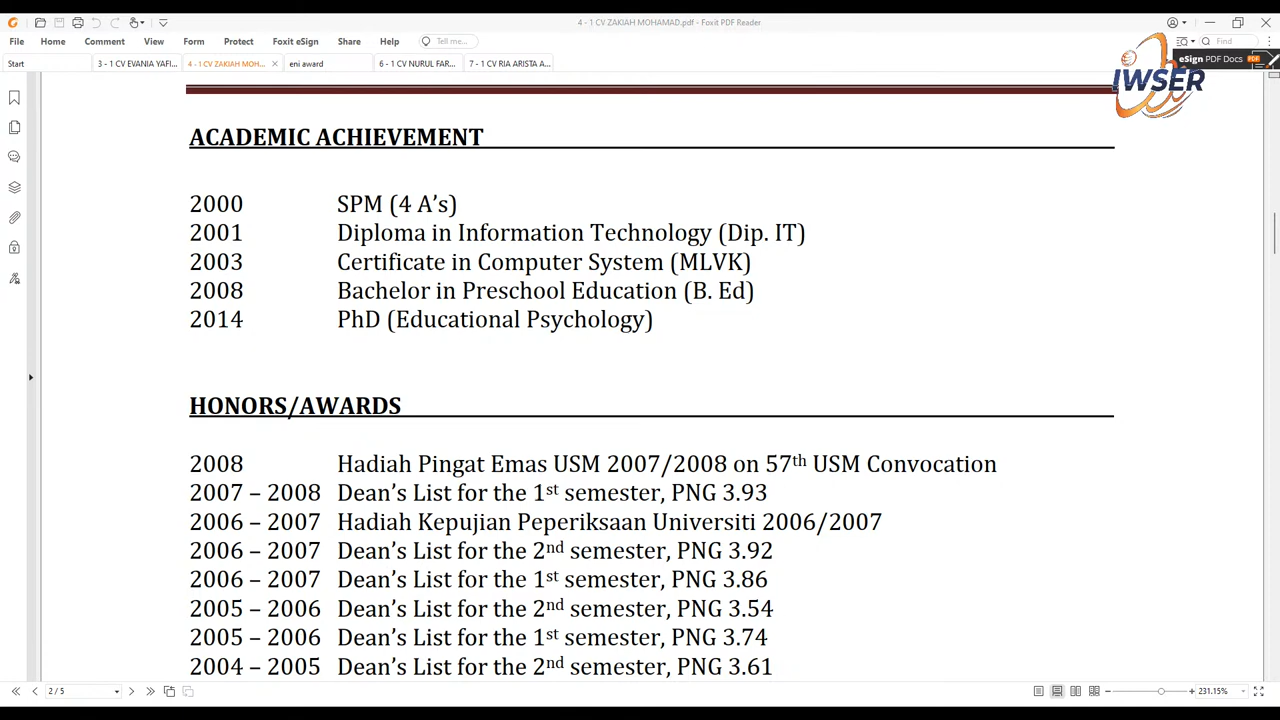 4 - 1 CV ZAKIAH MOHAMAD.pdf - Foxit PDF Reader
File Home Comment View Form Protect Foxit eSign Share Help Tell me... Find
Start 3 - 1 CV EVANIA YAFI... 4 - 1 CV ZAKIAH MOH... eni award 6 - 1 CV NURUL FAR... 7 - 1 CV RIA ARISTA A...
eSign PDF Docs PDF
IWSER
ACADEMIC ACHIEVEMENT
2000 SPM (4 A’s)
2001 Diploma in Information Technology (Dip. IT)
2003 Certificate in Computer System (MLVK)
2008 Bachelor in Preschool Education (B. Ed)
2014 PhD (Educational Psychology)
HONORS/AWARDS
2008 Hadiah Pingat Emas USM 2007/2008 on 57th USM Convocation
2007 – 2008 Dean’s List for the 1st semester, PNG 3.93
2006 – 2007 Hadiah Kepujian Peperiksaan Universiti 2006/2007
2006 – 2007 Dean’s List for the 2nd semester, PNG 3.92
2006 – 2007 Dean’s List for the 1st semester, PNG 3.86
2005 – 2006 Dean’s List for the 2nd semester, PNG 3.54
2005 – 2006 Dean’s List for the 1st semester, PNG 3.74
2004 – 2005 Dean’s List for the 2nd semester, PNG 3.61
2 / 5 231.15%